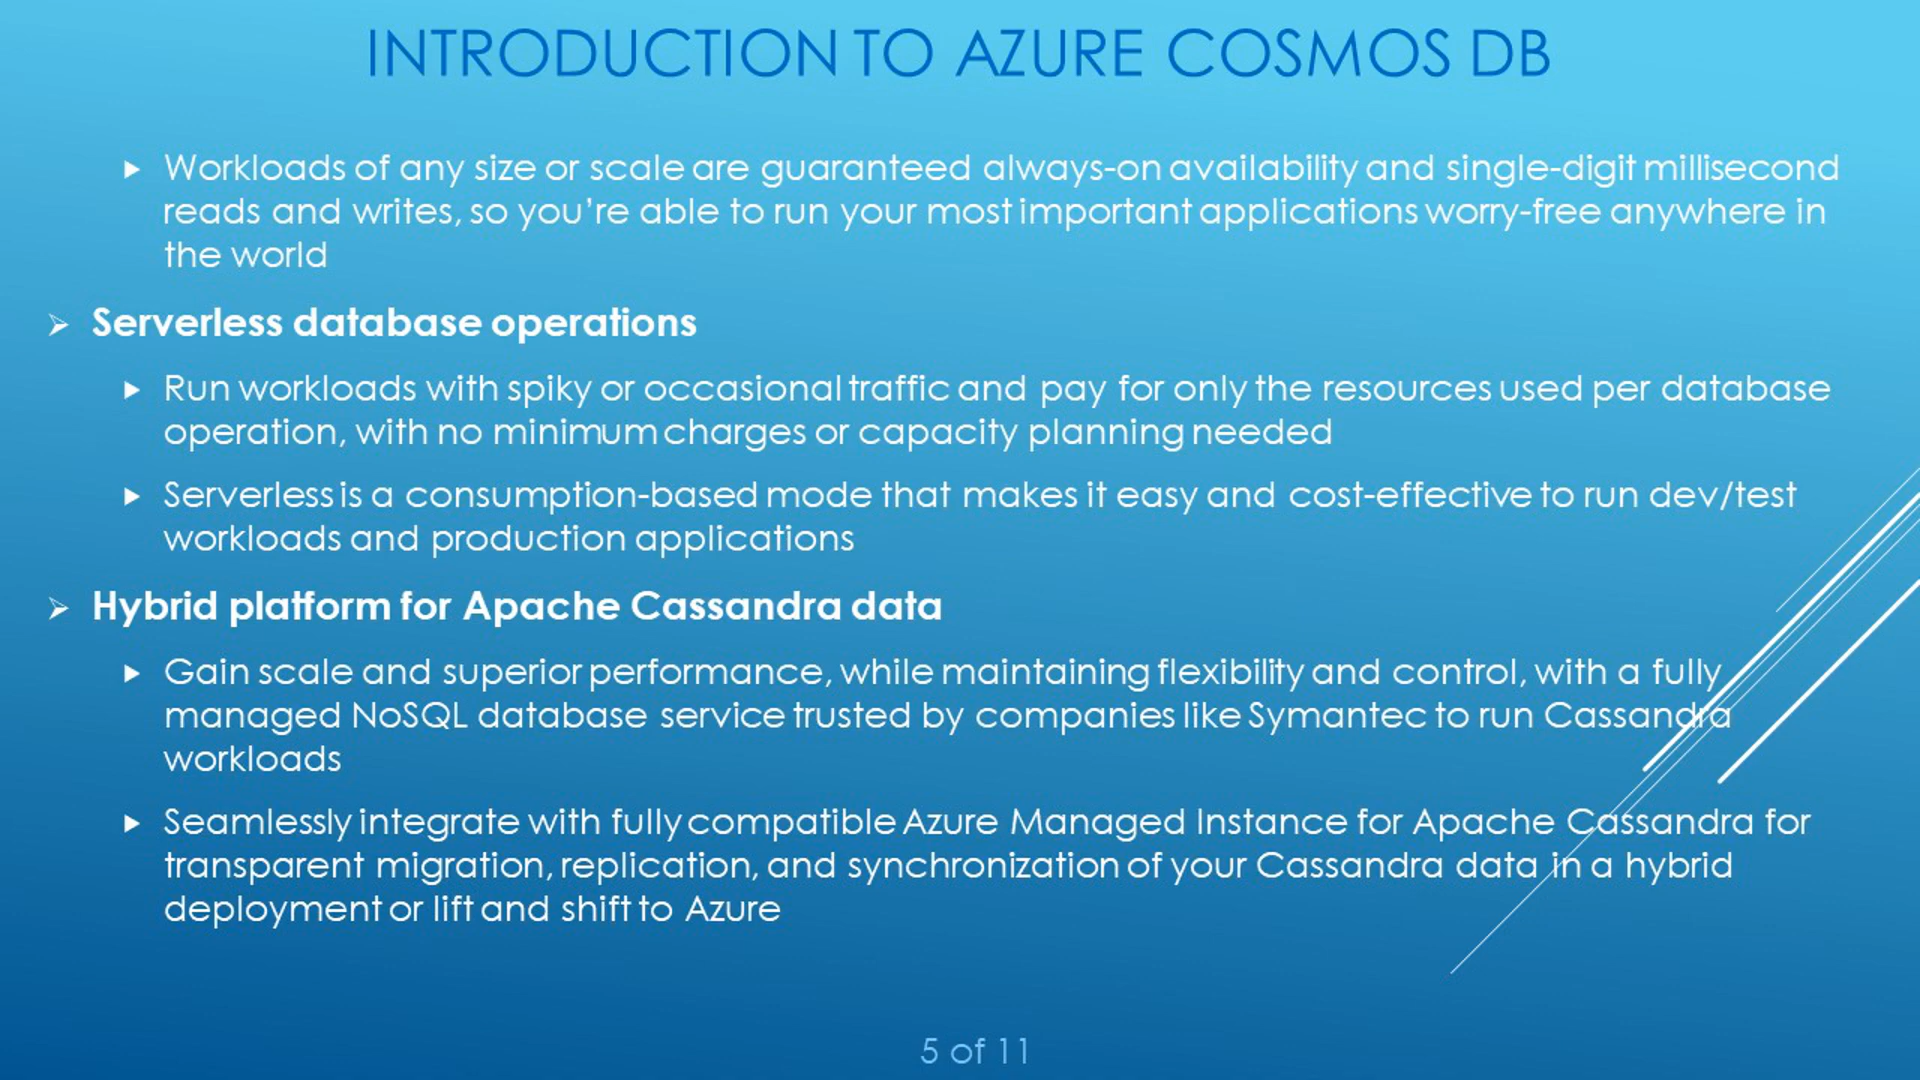 INTRODUCTION TO AZURE COSMOS DB
Workloads of any size or scale are guaranteed always-on availability and single-digit millisecond
reads and writes, so you’re able to run your most important applications worry-free anywhere in
the world
Serverless database operations
Run workloads with spiky or occasional traffic and pay for only the resources used per database
operation, with no minimum charges or capacity planning needed
Serverless is a consumption-based mode that makes it easy and cost-effective to run dev/test
workloads and production applications
Hybrid platform for Apache Cassandra data
Gain scale and superior performance, while maintaining flexibility and control, with a fully
managed NoSQL database service trusted by companies like Symantec to run Cassandra
workloads
Seamlessly integrate with fully compatible Azure Managed Instance for Apache Cassandra for
transparent migration, replication, and synchronization of your Cassandra data in a hybrid
deployment or lift and shift to Azure
5 of 11